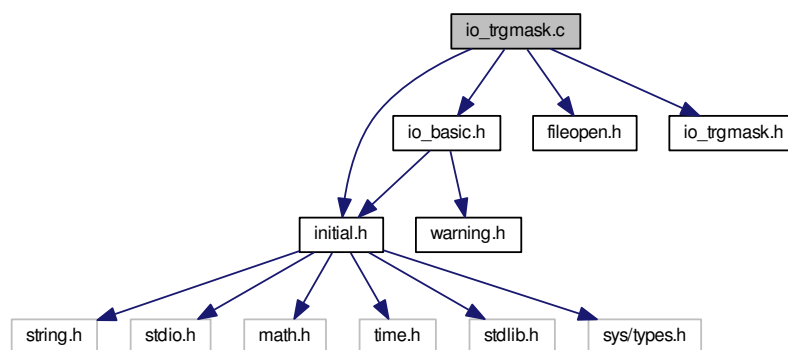 io_trgmask.c
io_basic.h
fileopen.h
io_trgmask.h
initial.h
warning.h
string.h
stdio.h
math.h
time.h
stdlib.h
sys/types.h